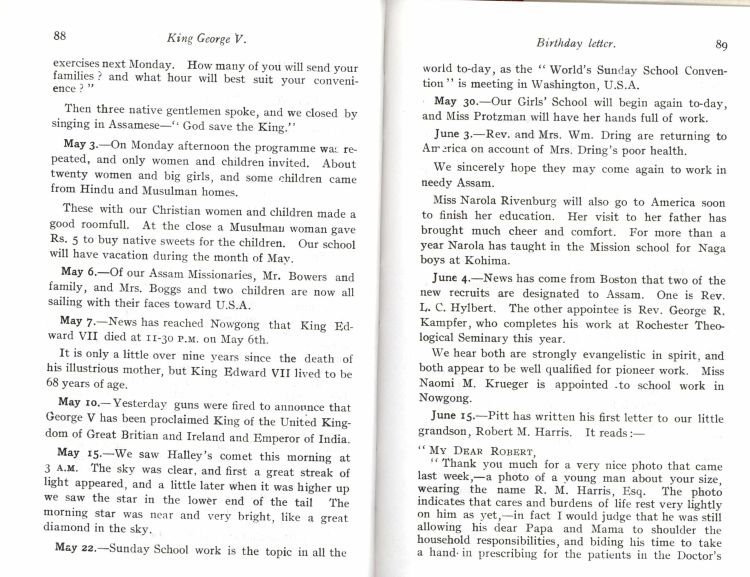 88 King George V.
exercises next Monday. How many of you will send your
families? and what hour will best suit your conveni-
ence?"
Then three native gentlemen spoke, and we closed by
singing in Assamese—“ God save the King.”
May 3.—On Monday afternoon the programme was re-
peated, and only women and children invited. About
twenty women and big girls, and some children came
from Hindu and Musulman homes.
These with our Christian women and children made a
good roomfull. At the close a Musulman woman gave
Rs. 5 to buy native sweets for the children. Our school
will have vacation during the month of May.
May 6.—Of our Assam Missionaries, Mr. Bowers and
family, and Mrs. Boggs and two children are now all
sailing with their faces toward U.S.A.
May 7.—News has reached Nowgong that King Ed-
ward VII died at 11-30 P.M. on May 6th.
It is only a little over nine years since the death of
his illustrious mother, but King Edward VII lived to be
68 years of age.
May 10.—Yesterday guns were fired to announce that
George V has been proclaimed King of the United King-
dom of Great Britian and Ireland and Emperor of India.
May 15.—We saw Halley's comet this morning at
3 A.M. The sky was clear, and first a great streak of
light appeared, and a little later when it was higher up
we saw the star in the lower end of the tail The
morning star was near and very bright, like a great
diamond in the sky.
May 22.—Sunday School work is the topic in all the
Birthday letter. 89
world to-day, as the “ World's Sunday School Conven-
tion ” is meeting in Washington, U.S.A.
May 30.—Our Girls' School will begin again to-day,
and Miss Protzman will have her hands full of work.
June 3.—Rev. and Mrs. Wm. Dring are returning to
America on account of Mrs. Dring's poor health.
We sincerely hope they may come again to work in
needy Assam.
Miss Narola Rivenburg will also go to America soon
to finish her education. Her visit to her father has
brought much cheer and comfort. For more than a
year Narola has taught in the Mission school for Naga
boys at Kohima.
June 4.—News has come from Boston that two of the
new recruits are designated to Assam. One is Rev.
L. C. Hylbert. The other appointee is Rev. George R.
Kampfer, who completes his work at Rochester Theo-
logical Seminary this year.
We hear both are strongly evangelistic in spirit, and
both appear to be well qualified for pioneer work. Miss
Naomi M. Krueger is appointed to school work in
Nowgong.
June 15.—Pitt has written his first letter to our little
grandson, Robert M. Harris. It reads :—
“ MY DEAR ROBERT,
“ Thank you much for a very nice photo that came
last week,—a photo of a young man about your size,
wearing the name R. M. Harris, Esq. The photo
indicates that cares and burdens of life rest very lightly
on him as yet,—in fact I would judge that he was still
allowing his dear Papa and Mama to shoulder the
household responsibilities, and biding his time to take
a hand in prescribing for the patients in the Doctor's